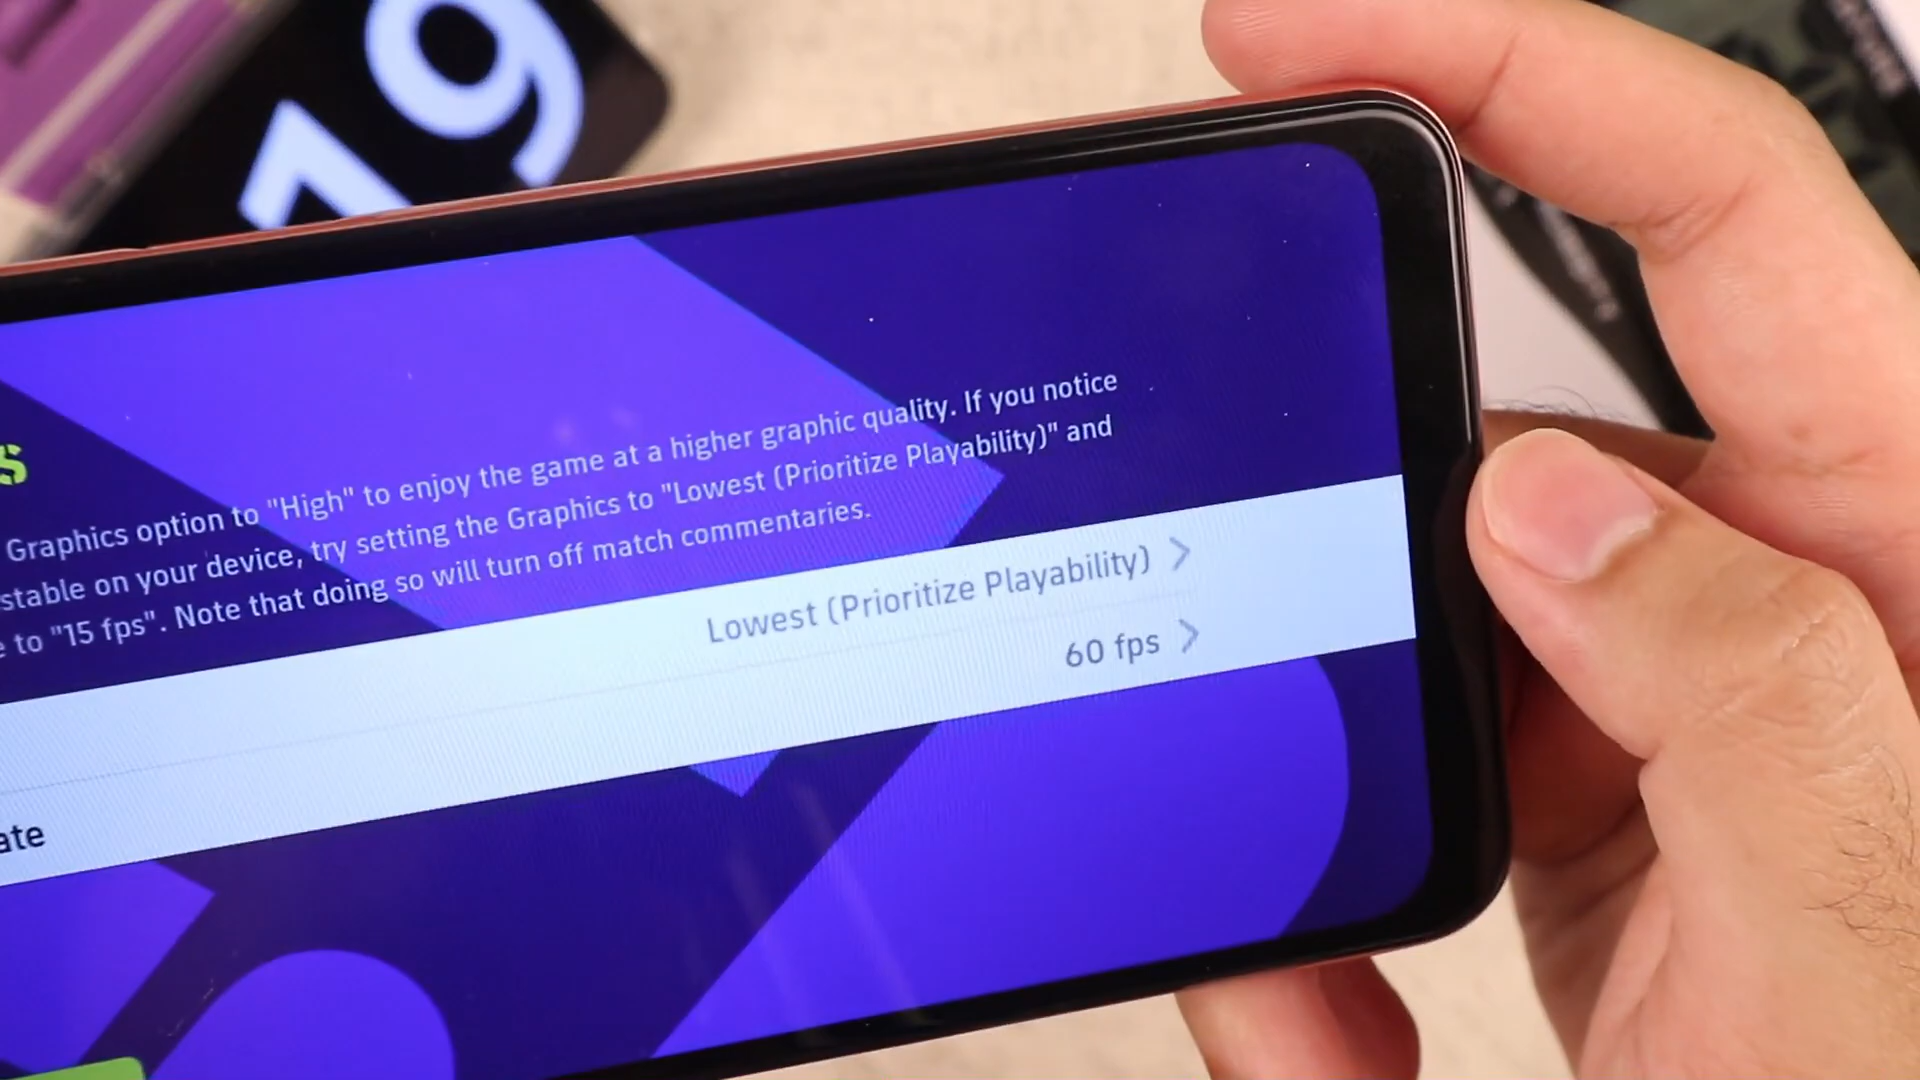 79
Graphics option to "High" to enjoy the game at a higher graphic quality. If you notice
stable on your device, try setting the Graphics to "Lowest (Prioritize Playability)" and
to "15 fps". Note that doing so will turn off match commentaries.
Lowest (Prioritize Playability)
60 fps
ate